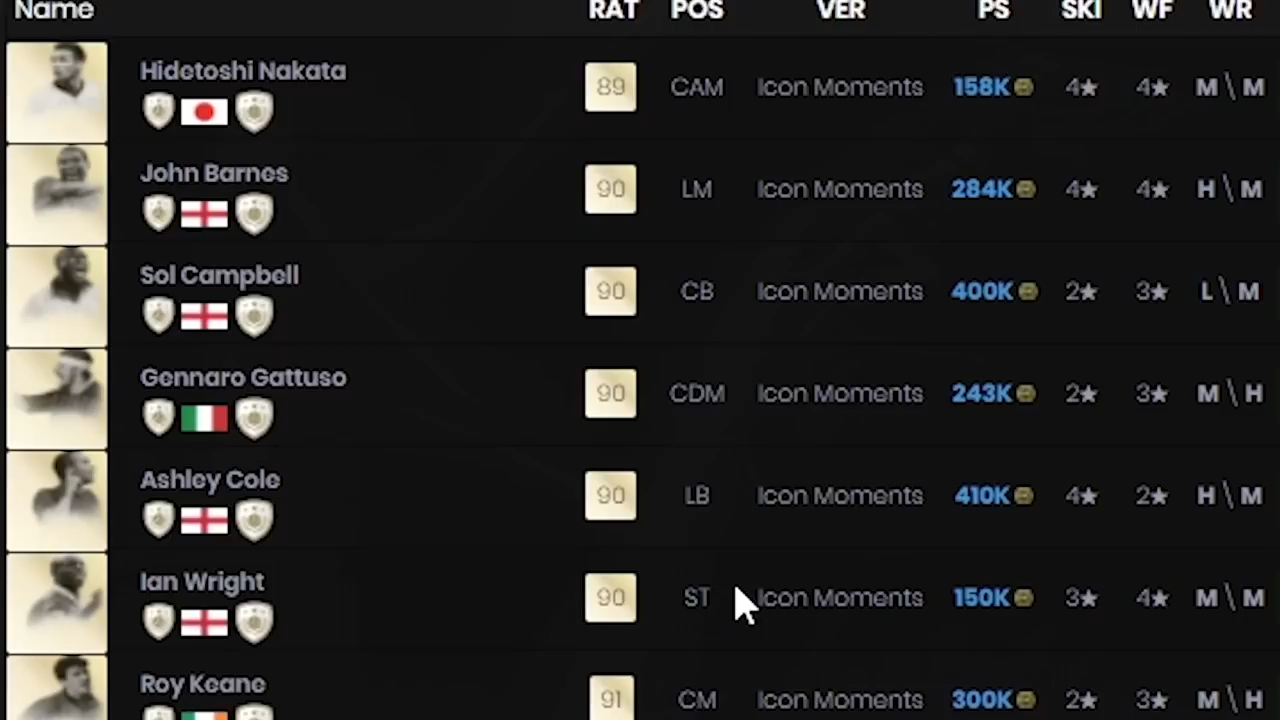 Name RAT POS VER PS SKI WF WR
Hidetoshi Nakata 89 CAM Icon Moments 158K 4★ 4★ M \ M
John Barnes 90 LM Icon Moments 284K 4★ 4★ H \ M
Sol Campbell 90 CB Icon Moments 400K 2★ 3★ L \ M
Gennaro Gattuso 90 CDM Icon Moments 243K 2★ 3★ M \ H
Ashley Cole 90 LB Icon Moments 410K 4★ 2★ H \ M
Ian Wright 90 ST Icon Moments 150K 3★ 4★ M \ M
Roy Keane 91 CM Icon Moments 300K 2★ 3★ M \ H